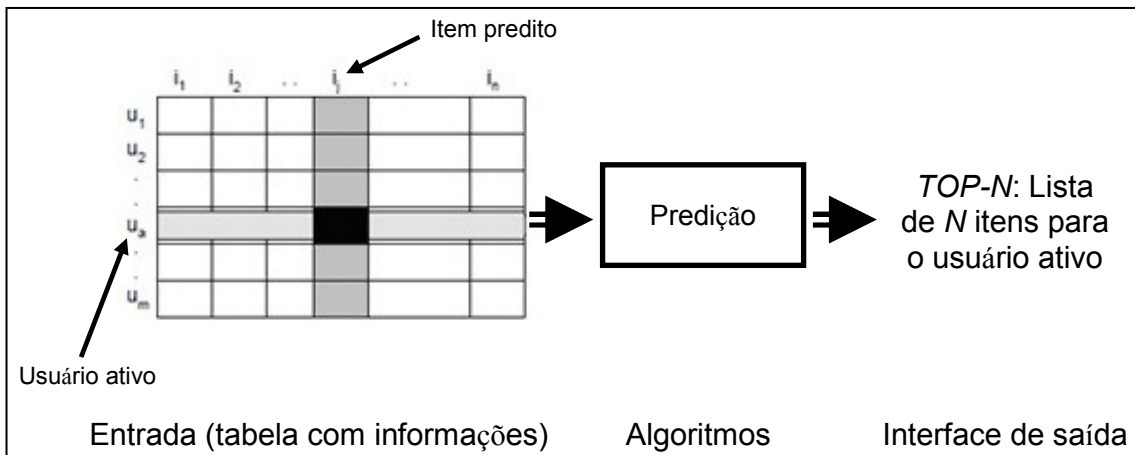 Item predito
i1 i2 . . ij . . in
u1
u2
.
.
ua
.
.
um
Usuário ativo
Predição
TOP-N: Lista
de N itens para
o usuário ativo
Entrada (tabela com informações) Algoritmos Interface de saída